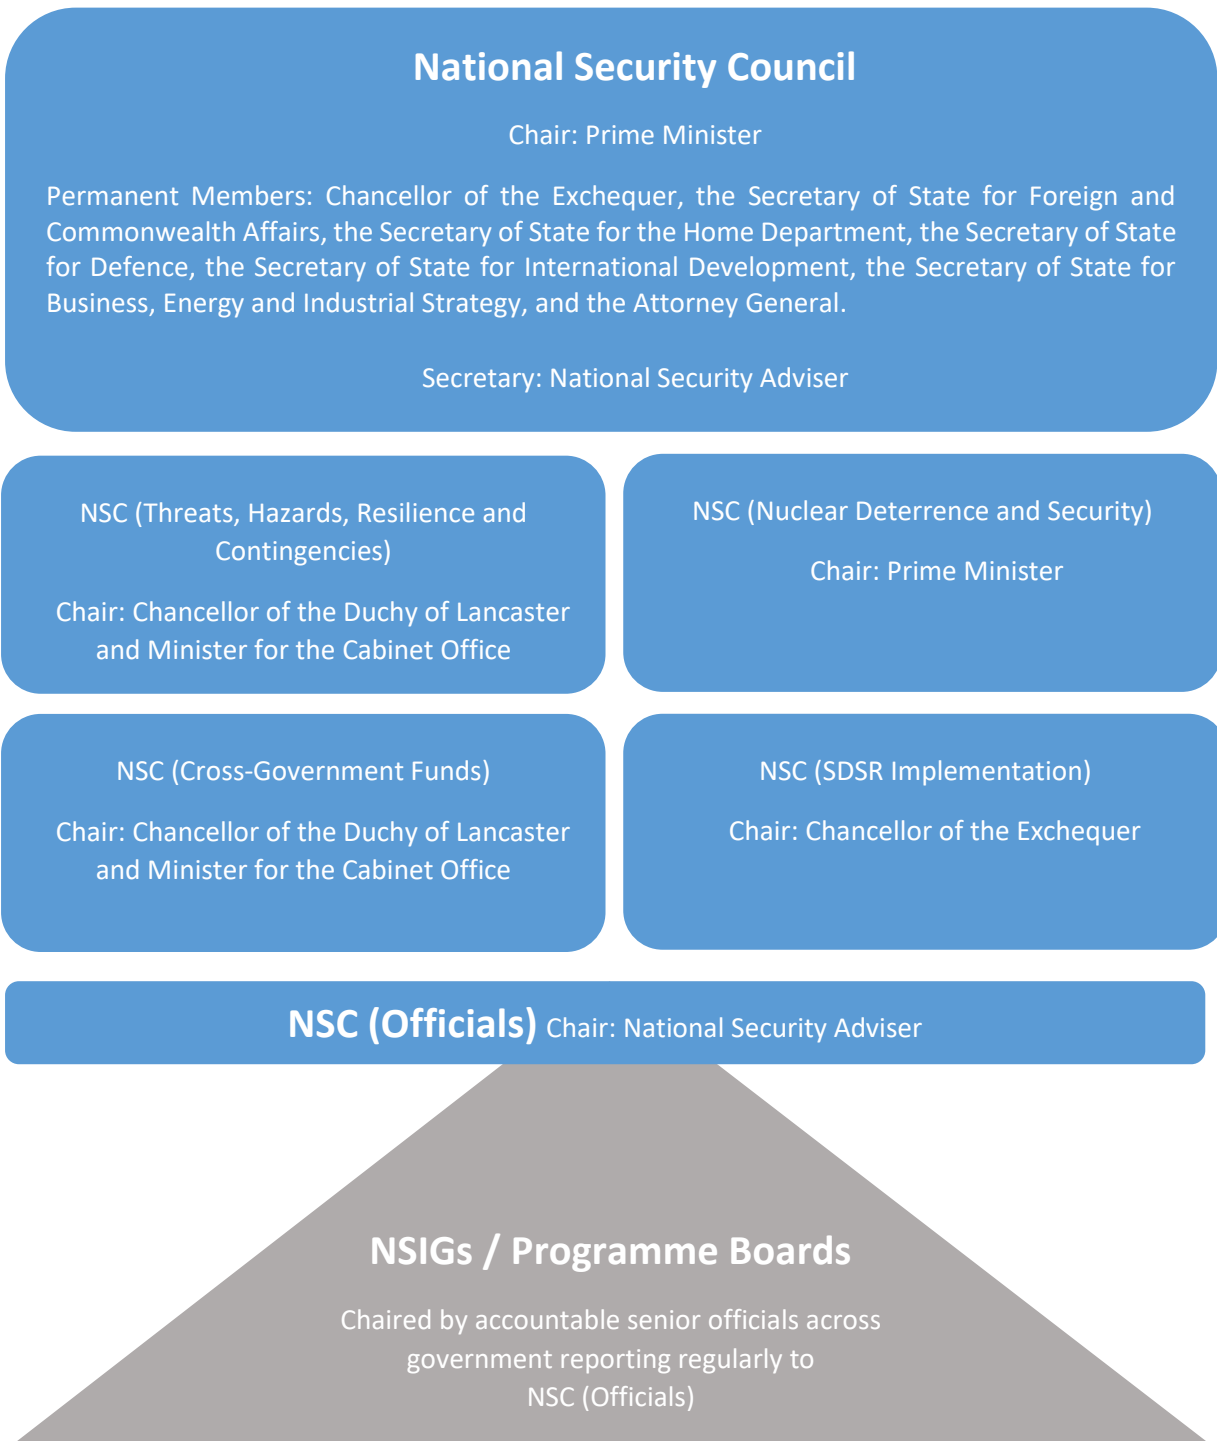 National Security Council
Chair: Prime Minister
Permanent Members: Chancellor of the Exchequer, the Secretary of State for Foreign and
Commonwealth Affairs, the Secretary of State for the Home Department, the Secretary of State
for Defence, the Secretary of State for International Development, the Secretary of State for
Business, Energy and Industrial Strategy, and the Attorney General.
Secretary: National Security Adviser
NSC (Threats, Hazards, Resilience and
Contingencies)
Chair: Chancellor of the Duchy of Lancaster
and Minister for the Cabinet Office
NSC (Nuclear Deterrence and Security)
Chair: Prime Minister
NSC (Cross-Government Funds)
Chair: Chancellor of the Duchy of Lancaster
and Minister for the Cabinet Office
NSC (SDSR Implementation)
Chair: Chancellor of the Exchequer
NSC (Officials) Chair: National Security Adviser
NSIGs / Programme Boards
Chaired by accountable senior officials across
government reporting regularly to
NSC (Officials)